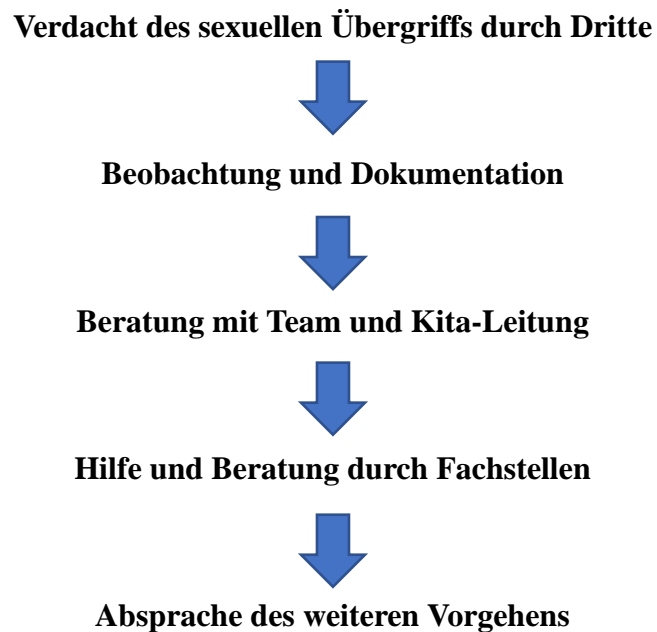 Verdacht des sexuellen Übergriffs durch Dritte
Beobachtung und Dokumentation
Beratung mit Team und Kita-Leitung
Hilfe und Beratung durch Fachstellen
Absprache des weiteren Vorgehens